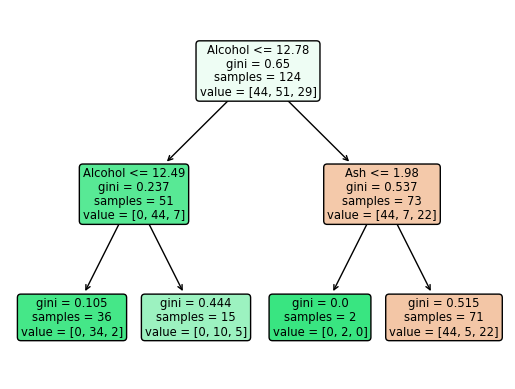 Alcohol <= 12.78
gini = 0.65
samples = 124
value = [44, 51, 29]
Alcohol <= 12.49
gini = 0.237
samples = 51
value = [0, 44, 7]
Ash <= 1.98
gini = 0.537
samples = 73
value = [44, 7, 22]
gini = 0.105
samples = 36
value = [0, 34, 2]
gini = 0.444
samples = 15
value = [0, 10, 5]
gini = 0.0
samples = 2
value = [0, 2, 0]
gini = 0.515
samples = 71
value = [44, 5, 22]